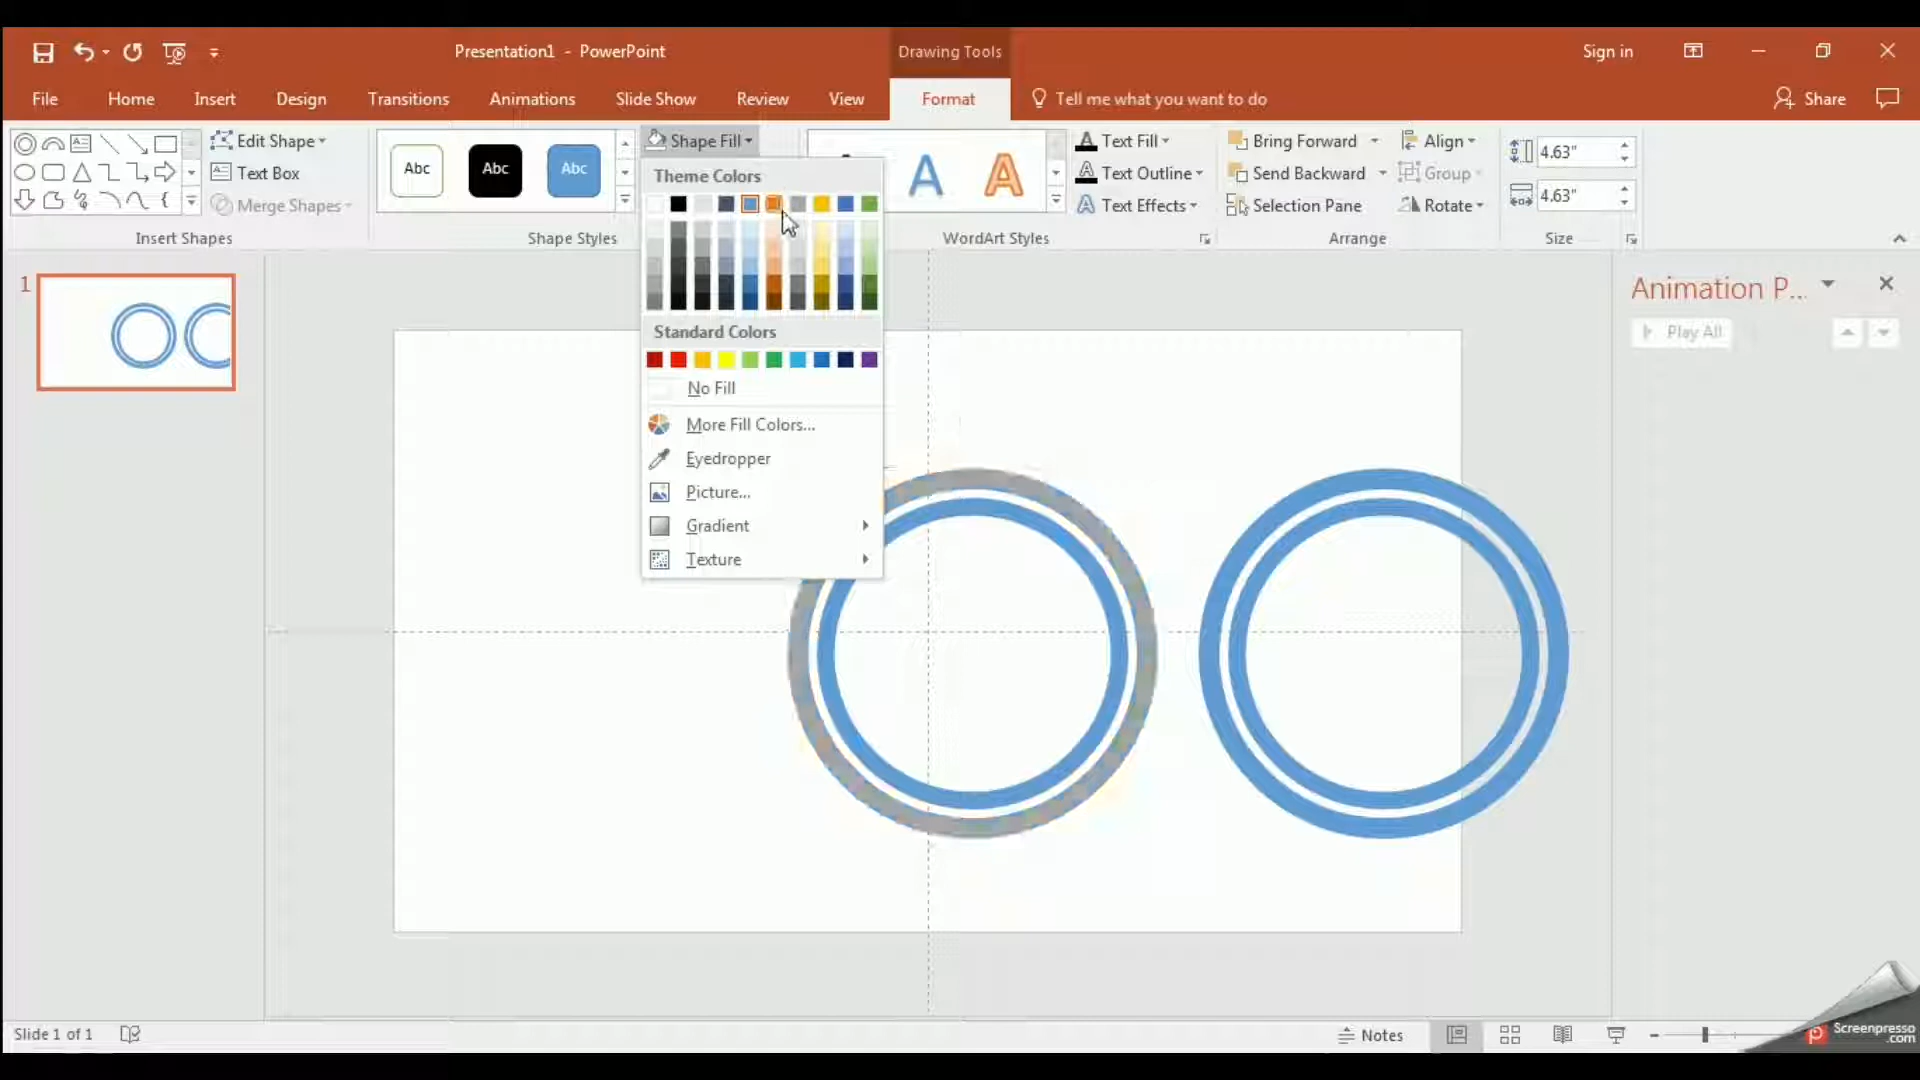 Presentation1 - PowerPoint
Drawing Tools
Sign in
File
Home
Insert
Design
Transitions
Animations
Slide Show
Review
View
Format
Tell me what you want to do
Share
Edit Shape
Text Box
Merge Shapes
Insert Shapes
Abc
Abc
Abc
Shape Styles
Shape Fill
Theme Colors
Standard Colors
No Fill
More Fill Colors...
Eyedropper
Picture...
Gradient
Texture
A
A
WordArt Styles
Text Fill
Text Outline
Text Effects
Bring Forward
Send Backward
Selection Pane
Align
Group
Rotate
Arrange
4.63"
4.63"
Size
1
Animation P...
Play All
Slide 1 of 1
Notes
Screenpresso
.com